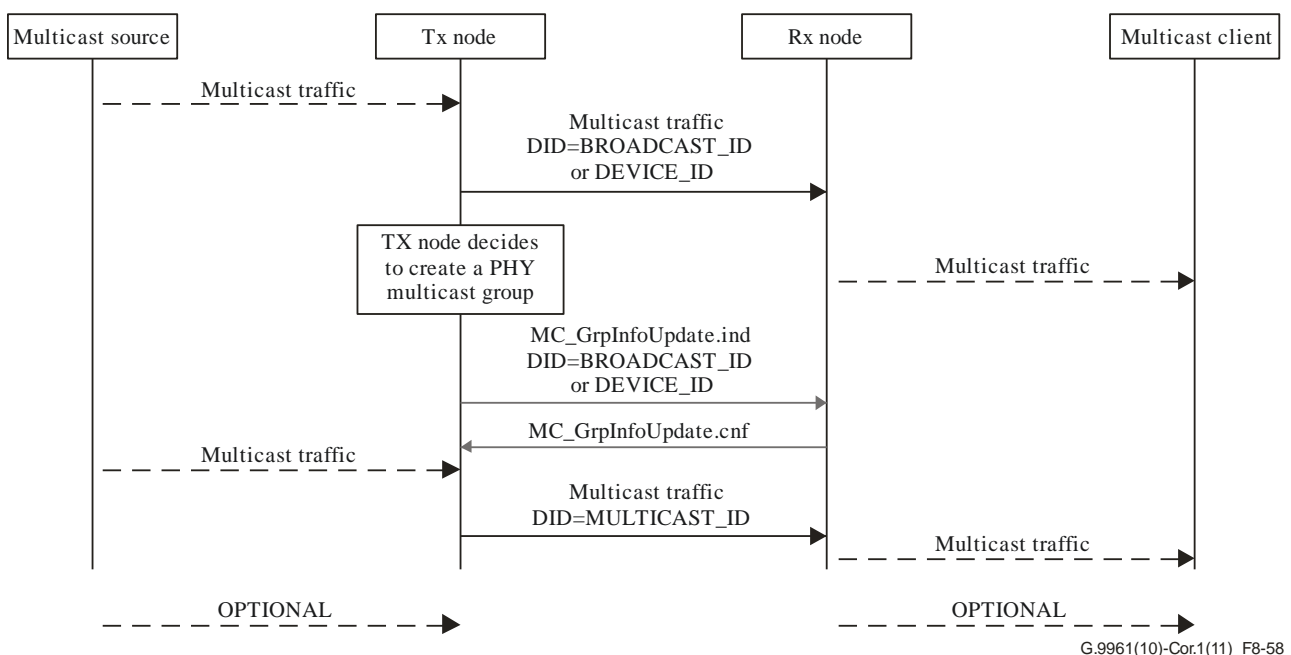 Multicast source
Tx node
Rx node
Multicast client
Multicast traffic
Multicast traffic
DID=BROADCAST_ID
or DEVICE_ID
TX node decides
to create a PHY
multicast group
Multicast traffic
MC_GrpInfoUpdate.ind
DID=BROADCAST_ID
or DEVICE_ID
MC_GrpInfoUpdate.cnf
Multicast traffic
Multicast traffic
DID=MULTICAST_ID
Multicast traffic
OPTIONAL
OPTIONAL
G.9961(10)-Cor.1(11)_F8-58